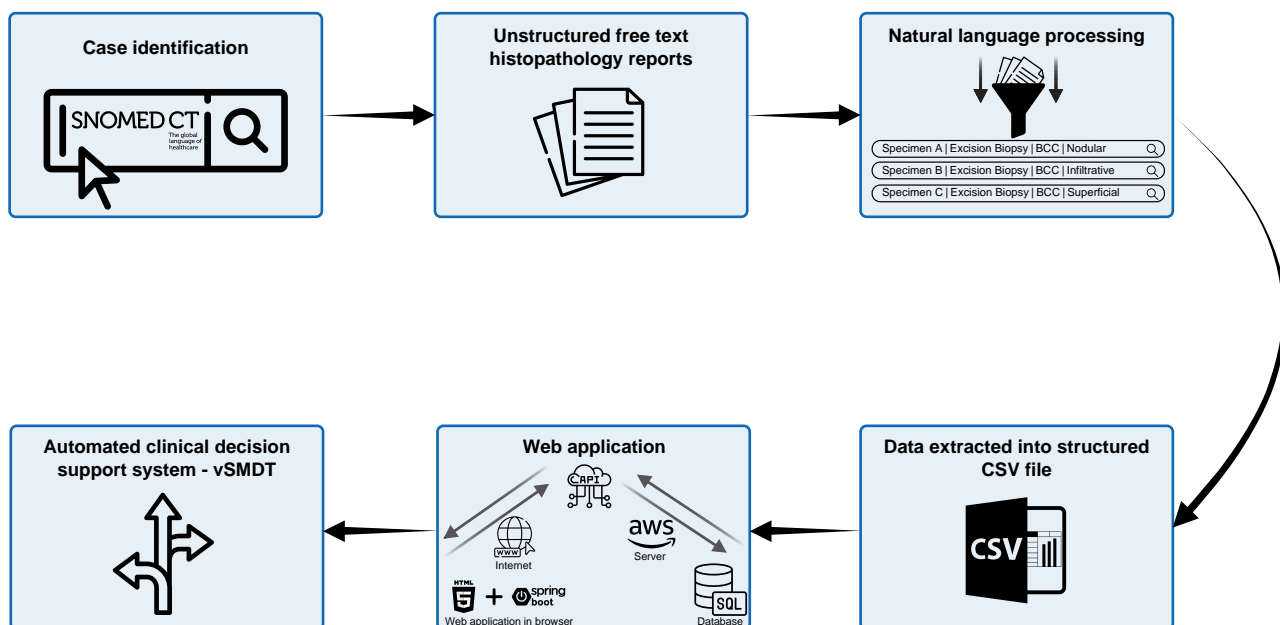 Case identification
SNOMED CT
The global
language of
healthcare
Unstructured free text
histopathology reports
Natural language processing
Specimen A | Excision Biopsy | BCC | Nodular
Specimen B | Excision Biopsy | BCC | Infiltrative
Specimen C | Excision Biopsy | BCC | Superficial
Automated clinical decision
support system - vSMDT
Web application
API
WWW
Internet
aws
Server
HTML
5
+
spring
boot
Web application in browser
SQL
Database
Data extracted into structured
CSV file
CSV